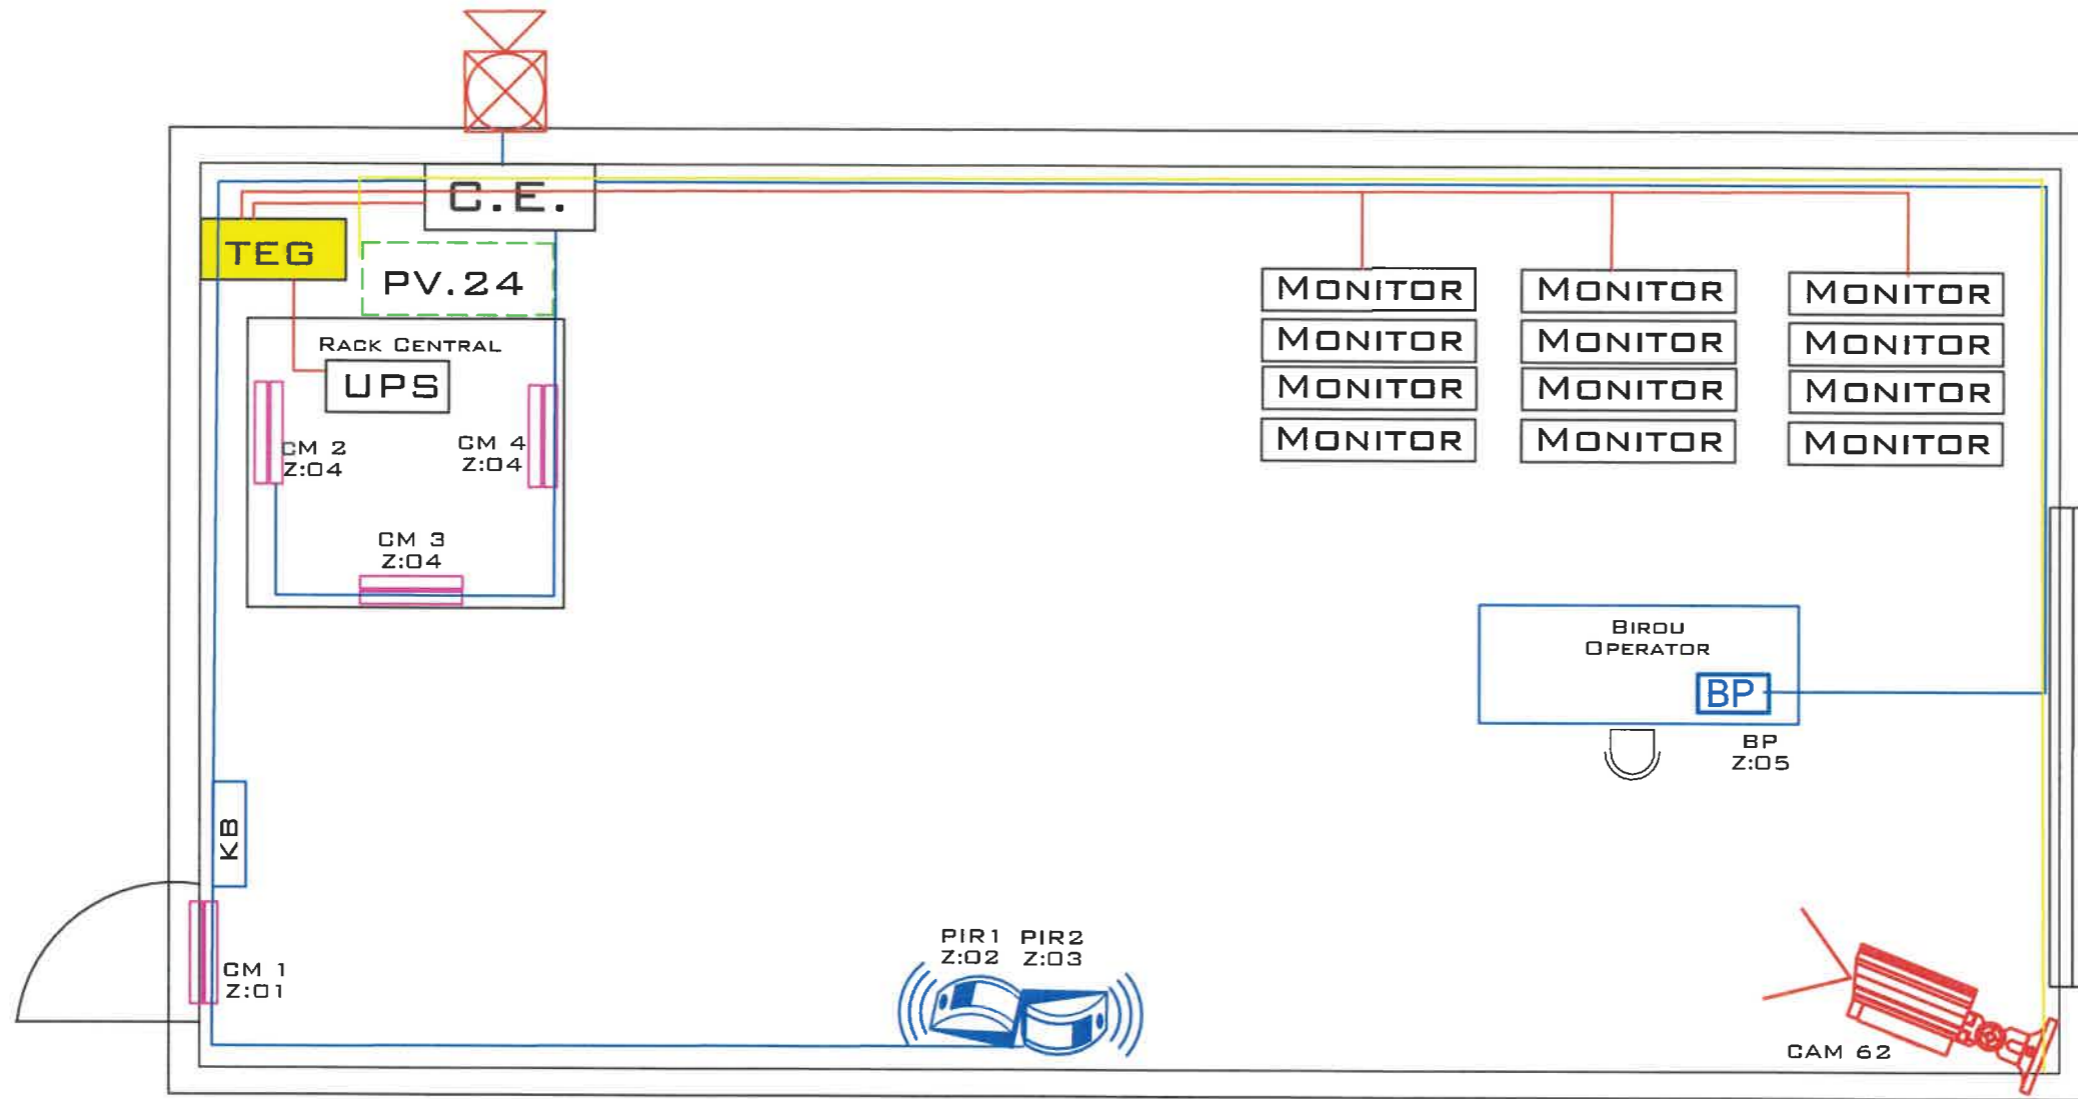 C.E.
TEG
PV.24
RACK CENTRAL
UPS
CM 2
Z:04
CM 4
Z:04
CM 3
Z:04
MONITOR MONITOR MONITOR
MONITOR MONITOR MONITOR
MONITOR MONITOR MONITOR
MONITOR MONITOR MONITOR
BIROU
OPERATOR
BP
BP
Z:05
KB
CM 1
Z:01
PIR1
Z:02
PIR2
Z:03
CAM 62